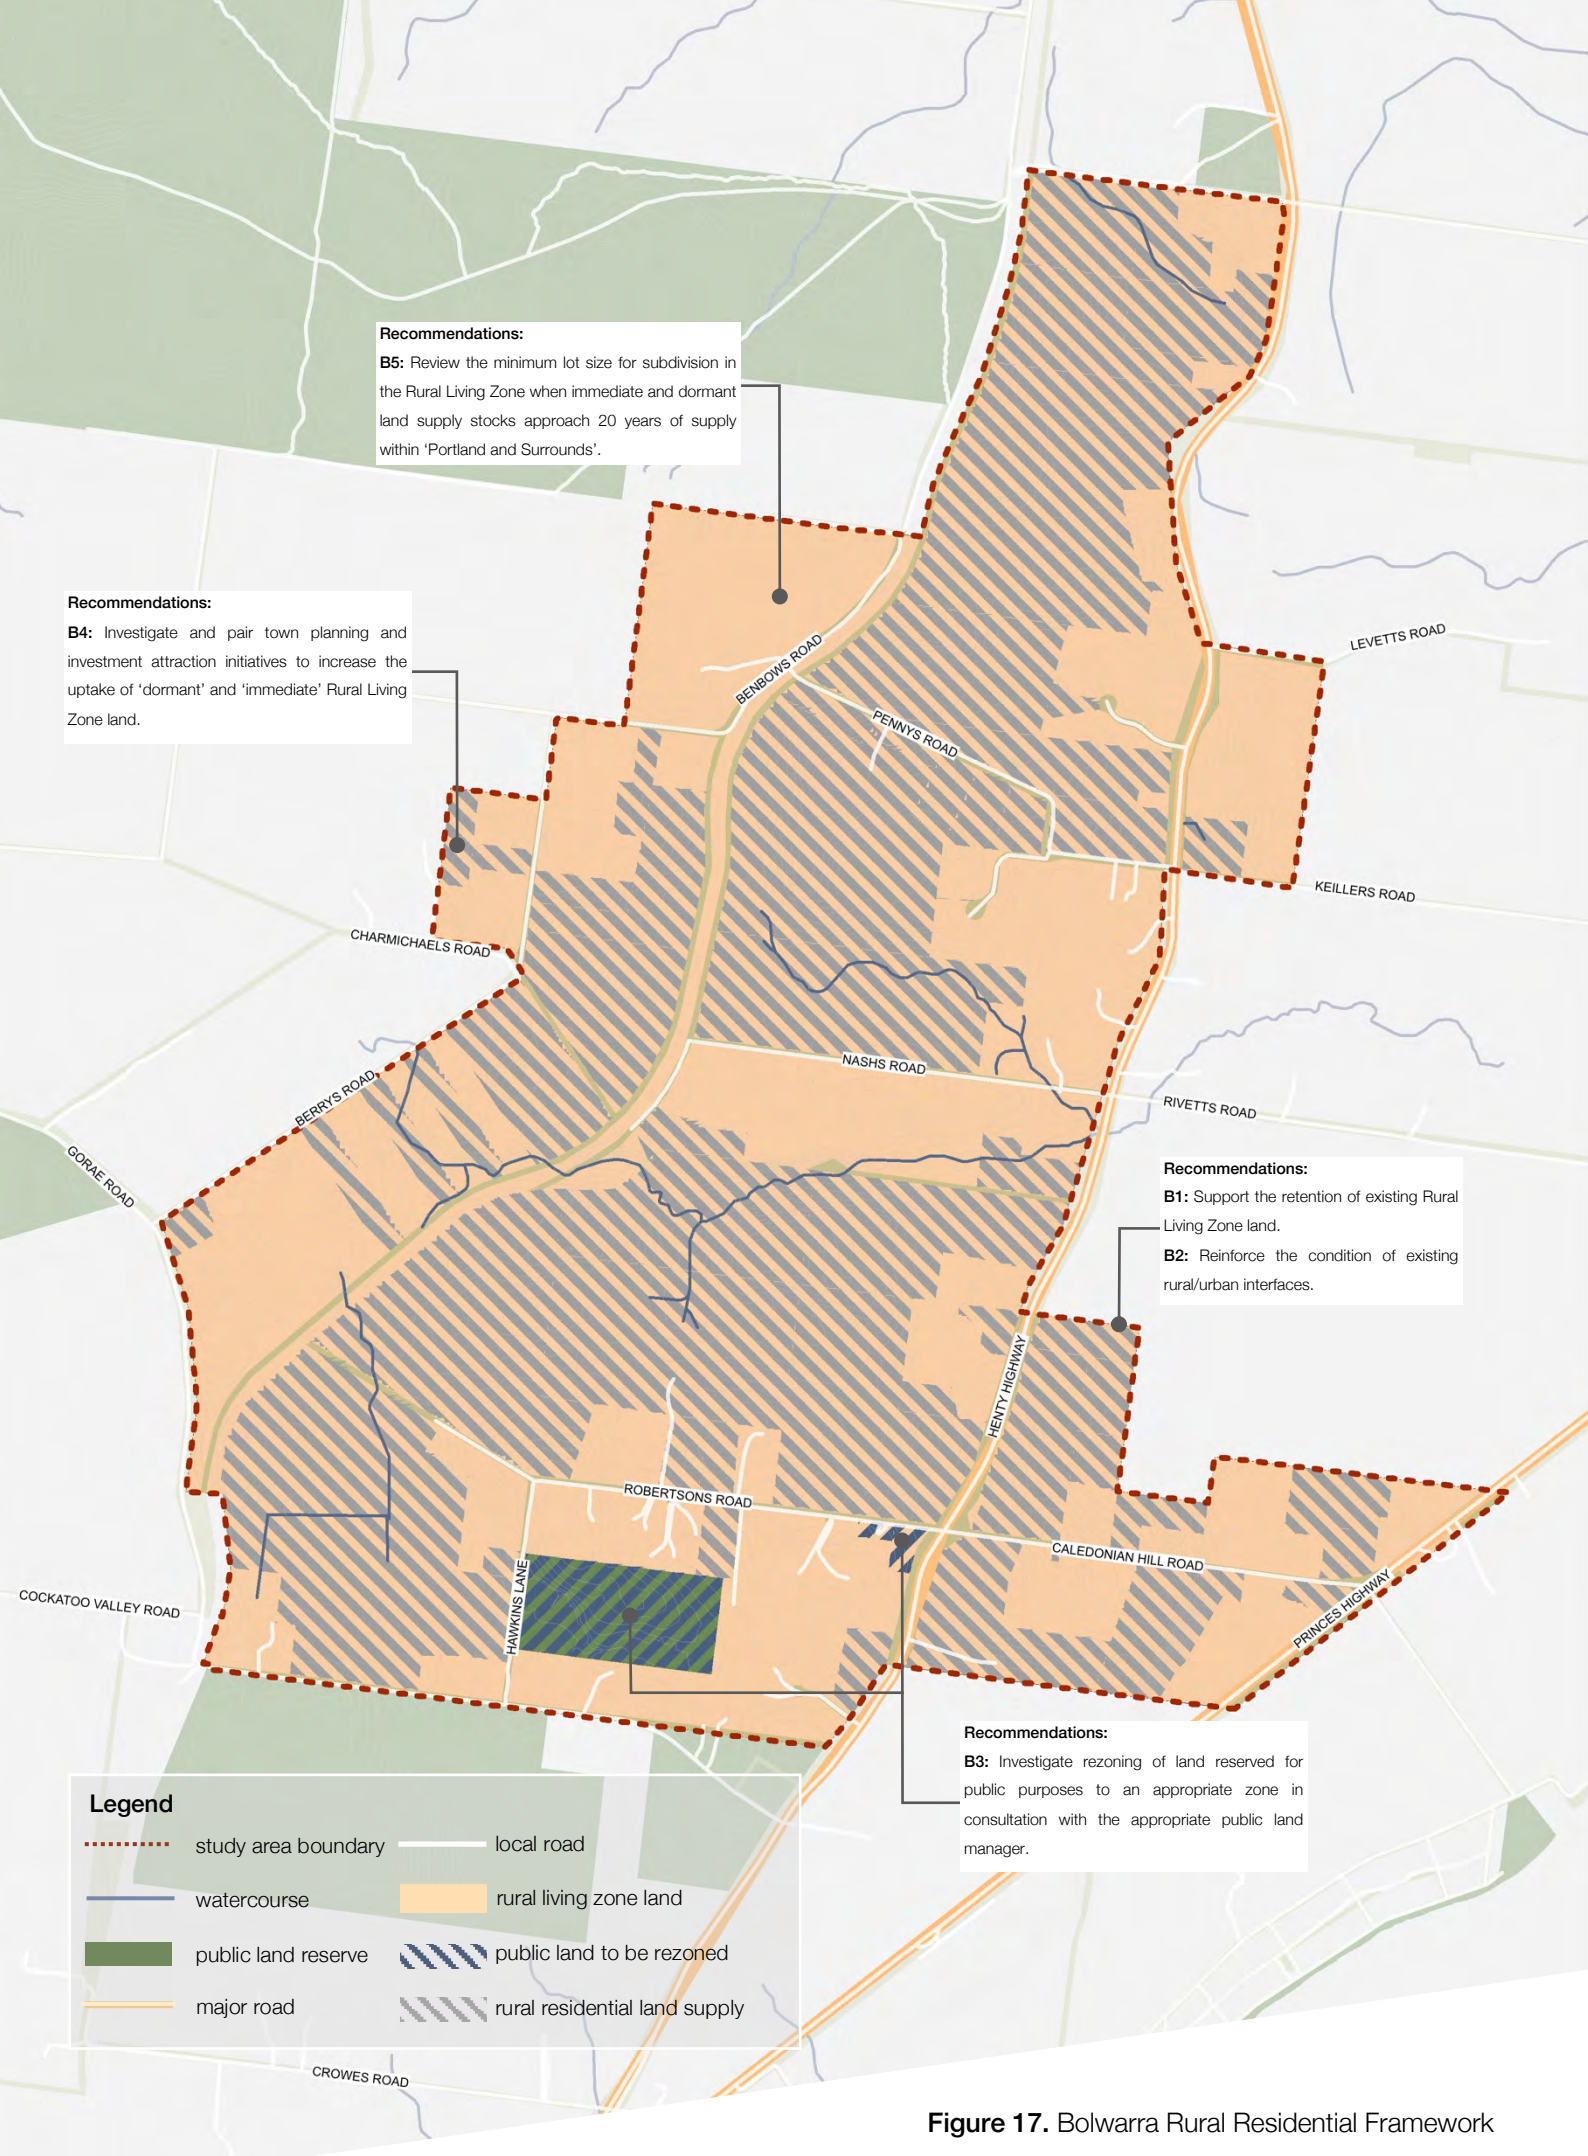 Recommendations:
B5: Review the minimum lot size for subdivision in
the Rural Living Zone when immediate and dormant
land supply stocks approach 20 years of supply
within ‘Portland and Surrounds’.
Recommendations:
B4: Investigate and pair town planning and
investment attraction initiatives to increase the
uptake of ‘dormant’ and ‘immediate’ Rural Living
Zone land.
LEVETTS ROAD
BENBOWS ROAD
PENNYS ROAD
KEILLERS ROAD
CHARMICHAELS ROAD
NASHS ROAD
BERRYS ROAD
RIVETTS ROAD
GORAE ROAD
Recommendations:
B1: Support the retention of existing Rural
Living Zone land.
B2: Reinforce the condition of existing
rural/urban interfaces.
HENTY HIGHWAY
ROBERTSONS ROAD
CALEDONIAN HILL ROAD
HAWKINS LANE
COCKATOO VALLEY ROAD
PRINCES HIGHWAY
Recommendations:
B3: Investigate rezoning of land reserved for
public purposes to an appropriate zone in
consultation with the appropriate public land
manager.
Legend
study area boundary
local road
watercourse
rural living zone land
public land reserve
public land to be rezoned
major road
rural residential land supply
CROWES ROAD
Figure 17. Bolwarra Rural Residential Framework